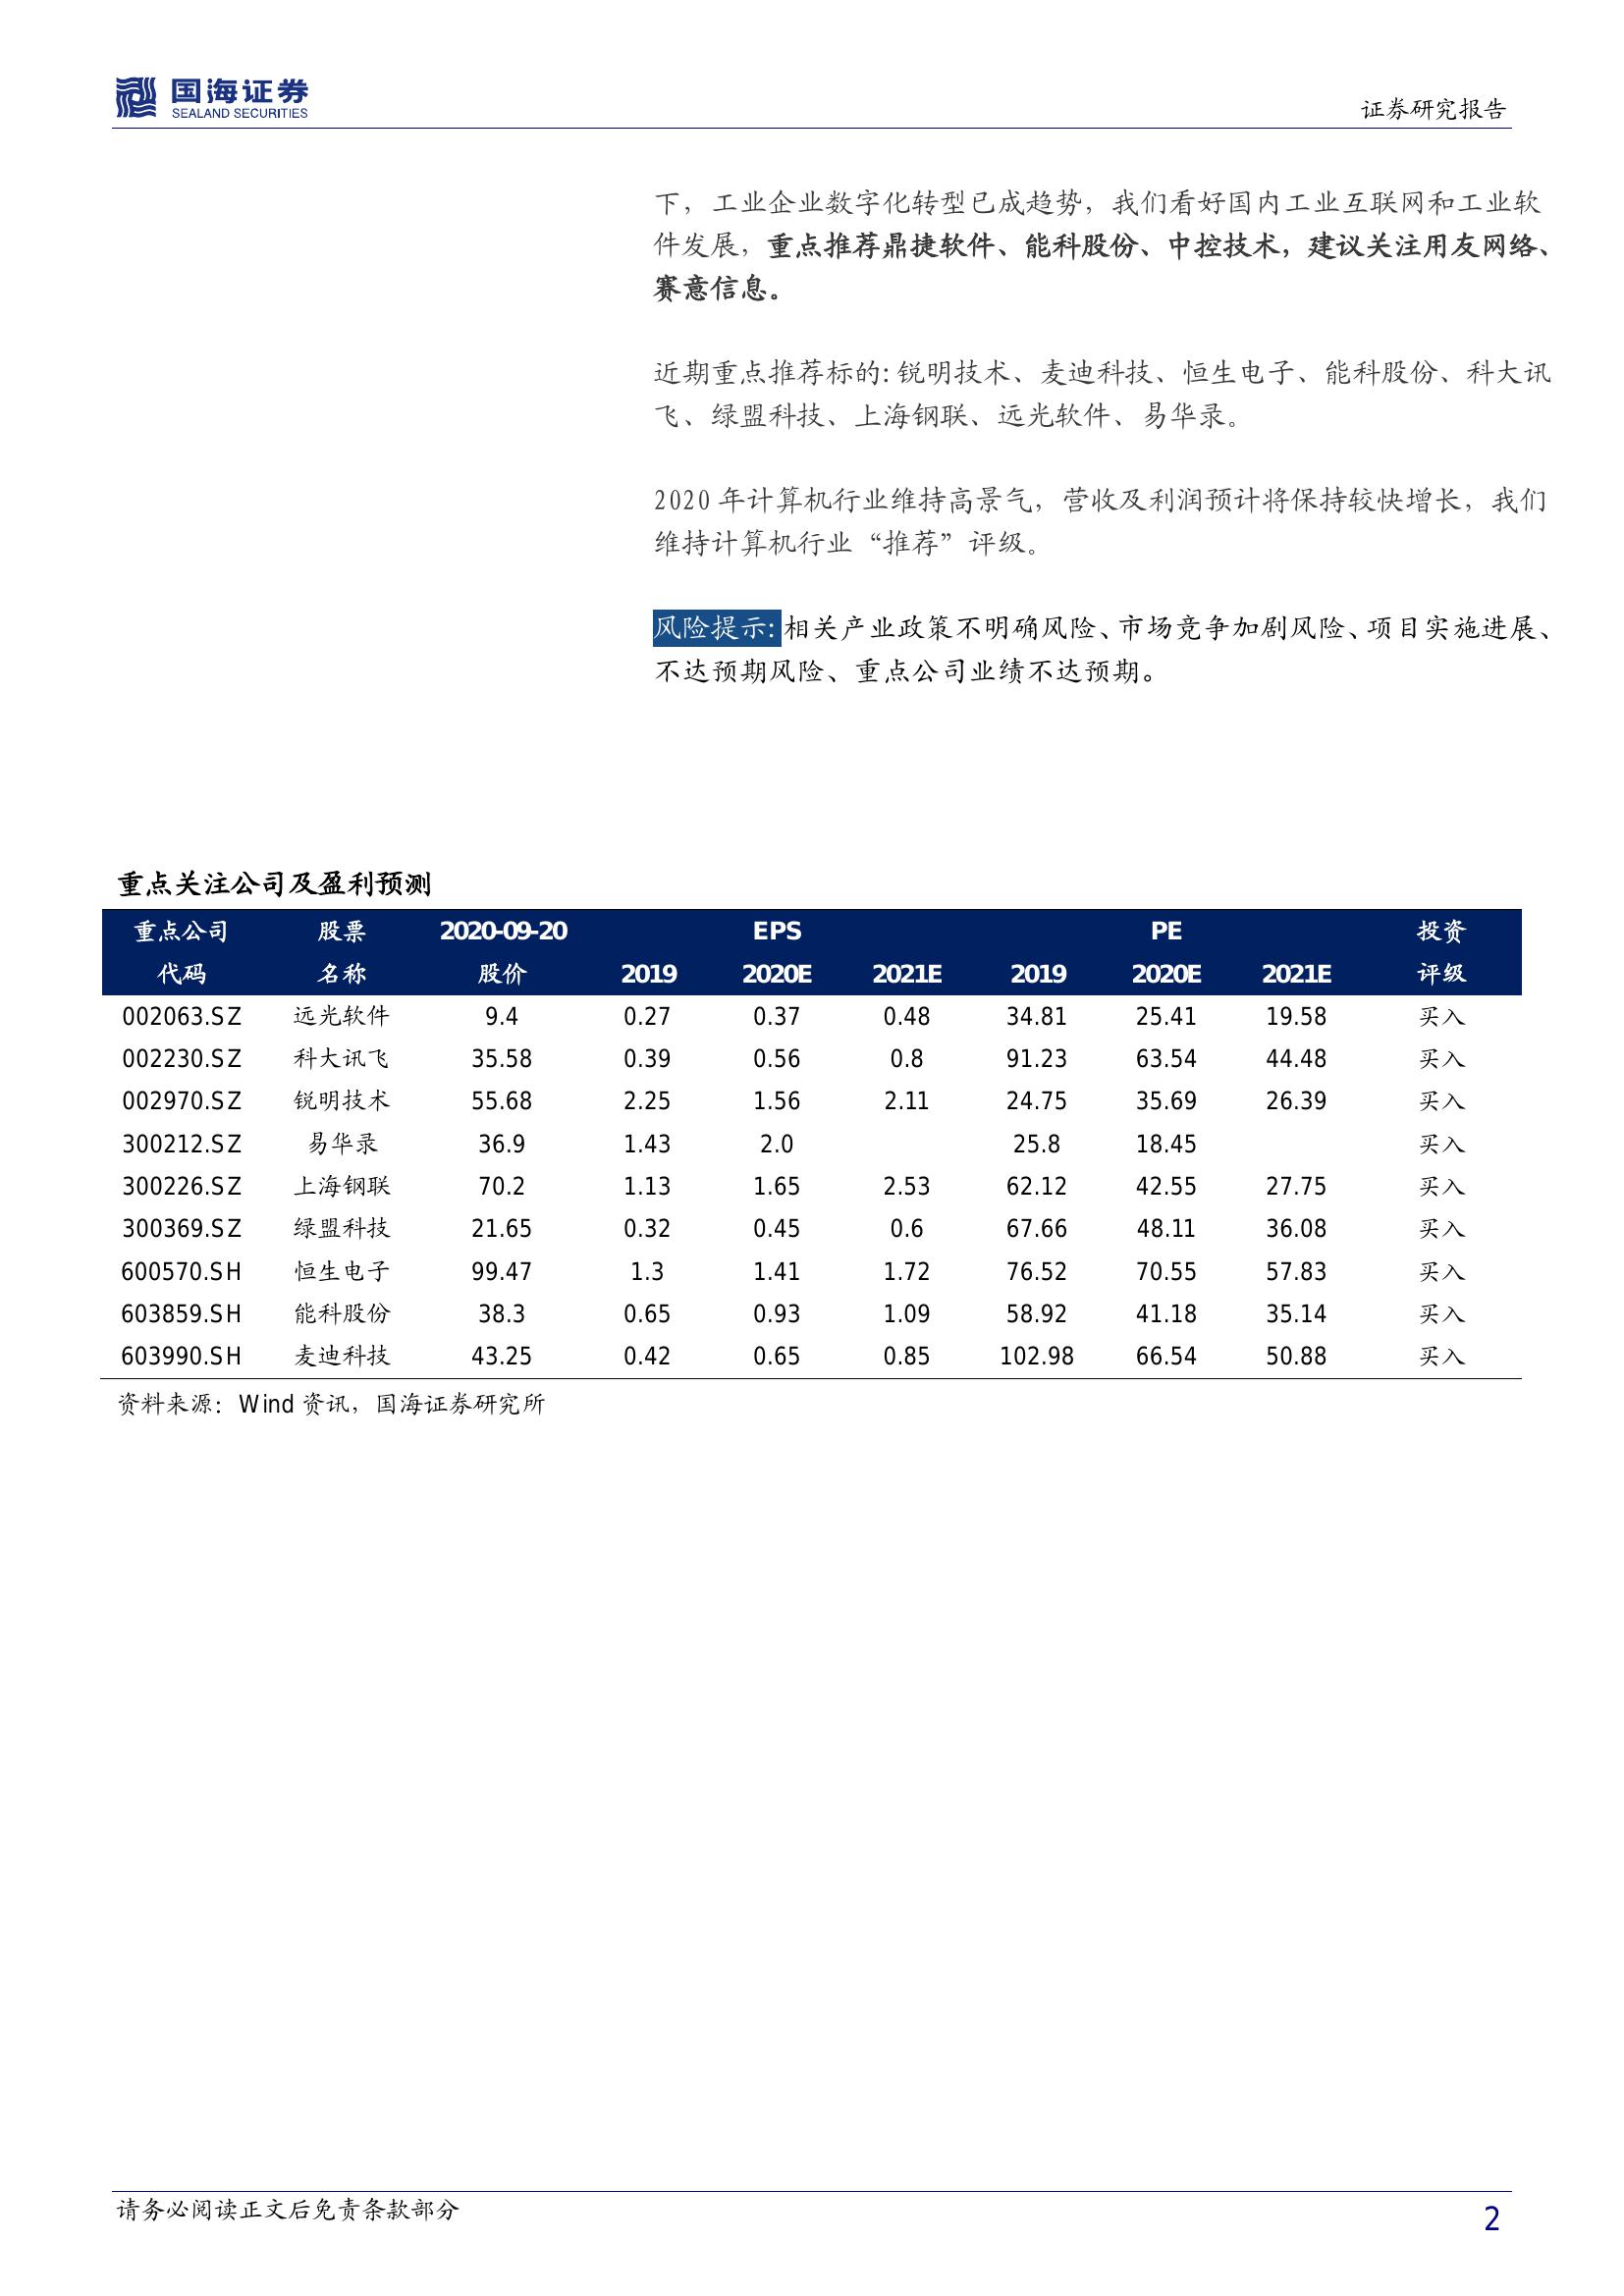 国海证券
SEALAND SECURITIES
证券研究报告
下，工业企业数字化转型已成趋势，我们看好国内工业互联网和工业软
件发展，重点推荐鼎捷软件、能科股份、中控技术，建议关注用友网络、
赛意信息。
近期重点推荐标的：锐明技术、麦迪科技、恒生电子、能科股份、科大讯
飞、绿盟科技、上海钢联、远光软件、易华录。
2020 年计算机行业维持高景气，营收及利润预计将保持较快增长，我们
维持计算机行业“推荐”评级。
风险提示：相关产业政策不明确风险、市场竞争加剧风险、项目实施进展、
不达预期风险、重点公司业绩不达预期。
重点关注公司及盈利预测
重点公司 股票 2020-09-20 EPS PE 投资
代码 名称 股价 2019 2020E 2021E 2019 2020E 2021E 评级
002063.SZ 远光软件 9.4 0.27 0.37 0.48 34.81 25.41 19.58 买入
002230.SZ 科大讯飞 35.58 0.39 0.56 0.8 91.23 63.54 44.48 买入
002970.SZ 锐明技术 55.68 2.25 1.56 2.11 24.75 35.69 26.39 买入
300212.SZ 易华录 36.9 1.43 2.0 25.8 18.45 买入
300226.SZ 上海钢联 70.2 1.13 1.65 2.53 62.12 42.55 27.75 买入
300369.SZ 绿盟科技 21.65 0.32 0.45 0.6 67.66 48.11 36.08 买入
600570.SH 恒生电子 99.47 1.3 1.41 1.72 76.52 70.55 57.83 买入
603859.SH 能科股份 38.3 0.65 0.93 1.09 58.92 41.18 35.14 买入
603990.SH 麦迪科技 43.25 0.42 0.65 0.85 102.98 66.54 50.88 买入
资料来源：Wind 资讯，国海证券研究所
请务必阅读正文后免责条款部分
2